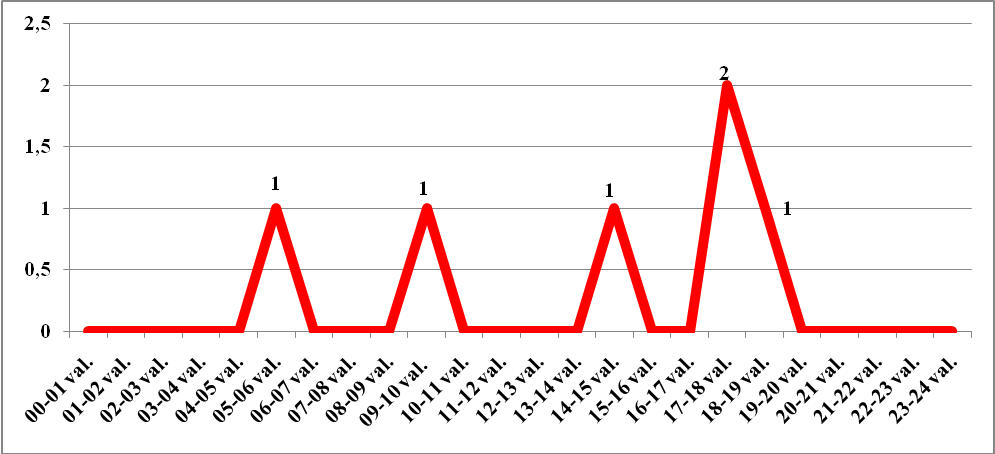 2,5
2
1,5
1
0,5
0
1
1
1
2
1
00-01 val.
01-02 val.
02-03 val.
03-04 val.
04-05 val.
05-06 val.
06-07 val.
07-08 val.
08-09 val.
09-10 val.
10-11 val.
11-12 val.
12-13 val.
13-14 val.
14-15 val.
15-16 val.
16-17 val.
17-18 val.
18-19 val.
19-20 val.
20-21 val.
21-22 val.
22-23 val.
23-24 val.